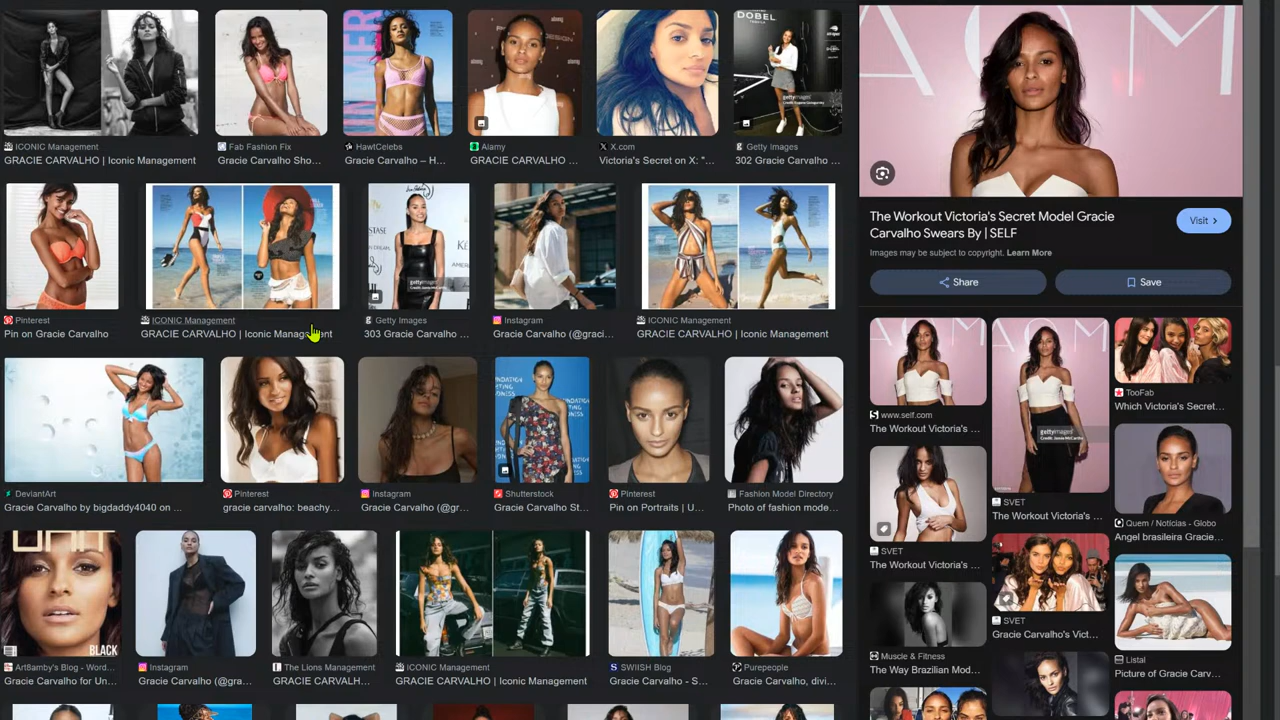 DOBEL
ICONIC Management
GRACIE CARVALHO | Iconic Management
Fab Fashion Fix
Gracie Carvalho Sho...
HawtCelebs
Gracie Carvalho – H...
Alamy
GRACIE CARVALHO ...
X.com
Victoria's Secret on X: "...
Getty Images
302 Gracie Carvalho ...
Pinterest
Pin on Gracie Carvalho
ICONIC Management
GRACIE CARVALHO | Iconic Management
gettyimages
Getty Images
303 Gracie Carvalho ...
Instagram
Gracie Carvalho (@graci...
ICONIC Management
GRACIE CARVALHO | Iconic Management
DeviantArt
Gracie Carvalho by bigdaddy4040 on ...
Pinterest
gracie carvalho: beachy...
Instagram
Gracie Carvalho (@gr...
Shutterstock
Gracie Carvalho St...
Pinterest
Pin on Portraits | U...
Fashion Model Directory
Photo of fashion mode...
BLACK
Art8amby's Blog - Word...
Gracie Carvalho for Un...
Instagram
Gracie Carvalho (@gra...
The Lions Management
GRACIE CARVALH...
ICONIC Management
GRACIE CARVALHO | Iconic Management
SWIISH Blog
Gracie Carvalho - S...
Purepeople
Gracie Carvalho, divi...
AOM
The Workout Victoria's Secret Model Gracie
Carvalho Swears By | SELF
Visit
Images may be subject to copyright. Learn More
Share
Save
www.self.com
The Workout Victoria's ...
SVET
The Workout Victoria's ...
Muscle & Fitness
The Way Brazilian Mod...
gettyimages
Credit: Jamie McCarthy
SVET
The Workout Victoria's ...
SVET
Gracie Carvalho's Vict...
TooFab
Which Victoria's Secret...
Quem / Notícias - Globo
Angel brasileira Gracie...
Listal
Picture of Gracie Carv...